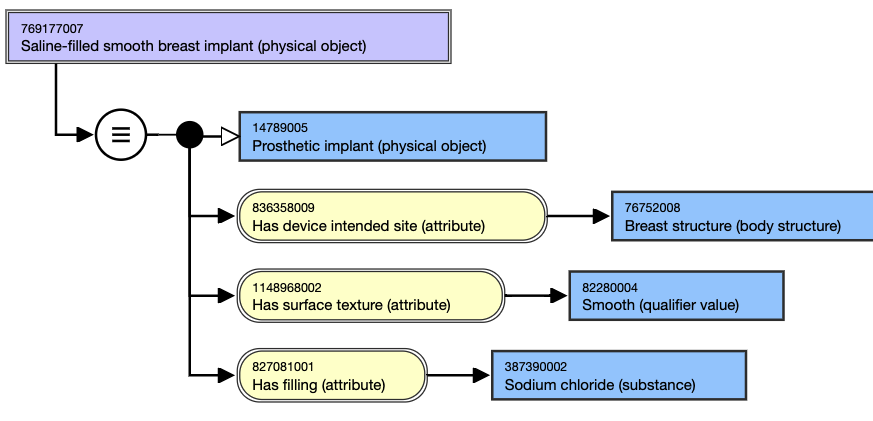 769177007
Saline-filled smooth breast implant (physical object)
14789005
Prosthetic implant (physical object)
836358009
Has device intended site (attribute)
76752008
Breast structure (body structure)
1148968002
Has surface texture (attribute)
82280004
Smooth (qualifier value)
827081001
Has filling (attribute)
387390002
Sodium chloride (substance)